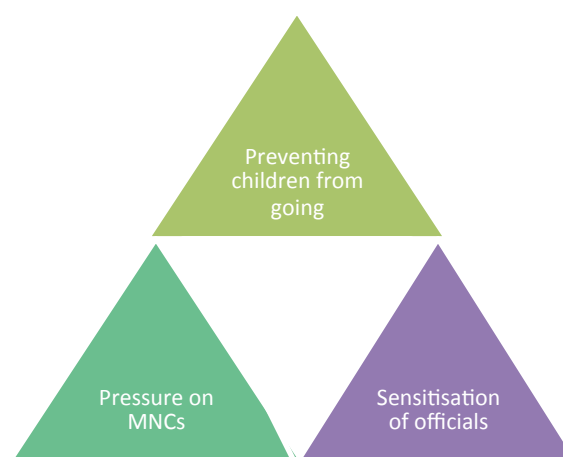 Preventing
children from
going
Pressure on
MNCs
Sensitisation
of officials